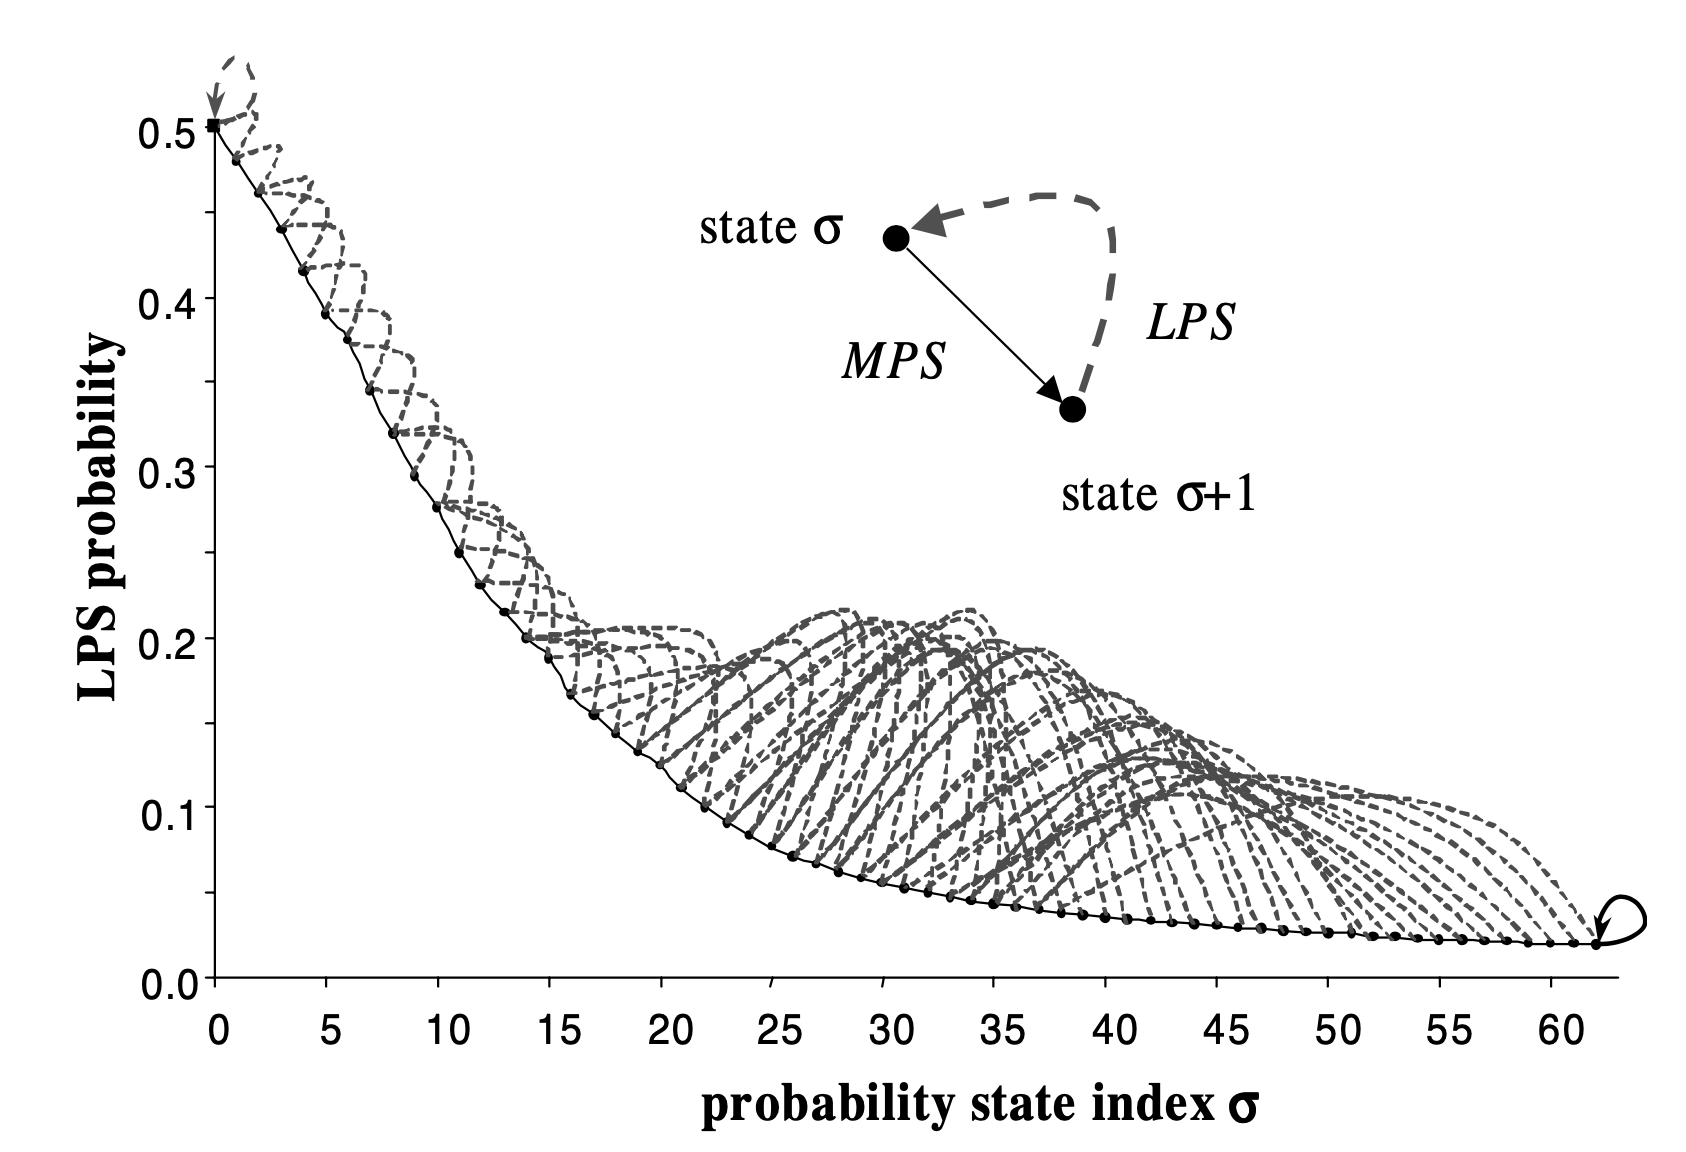 0.5
0.4
0.3
0.2
0.1
0.0
LPS probability
state σ
MPS
LPS
state σ+1
0 5 10 15 20 25 30 35 40 45 50 55 60
probability state index σ